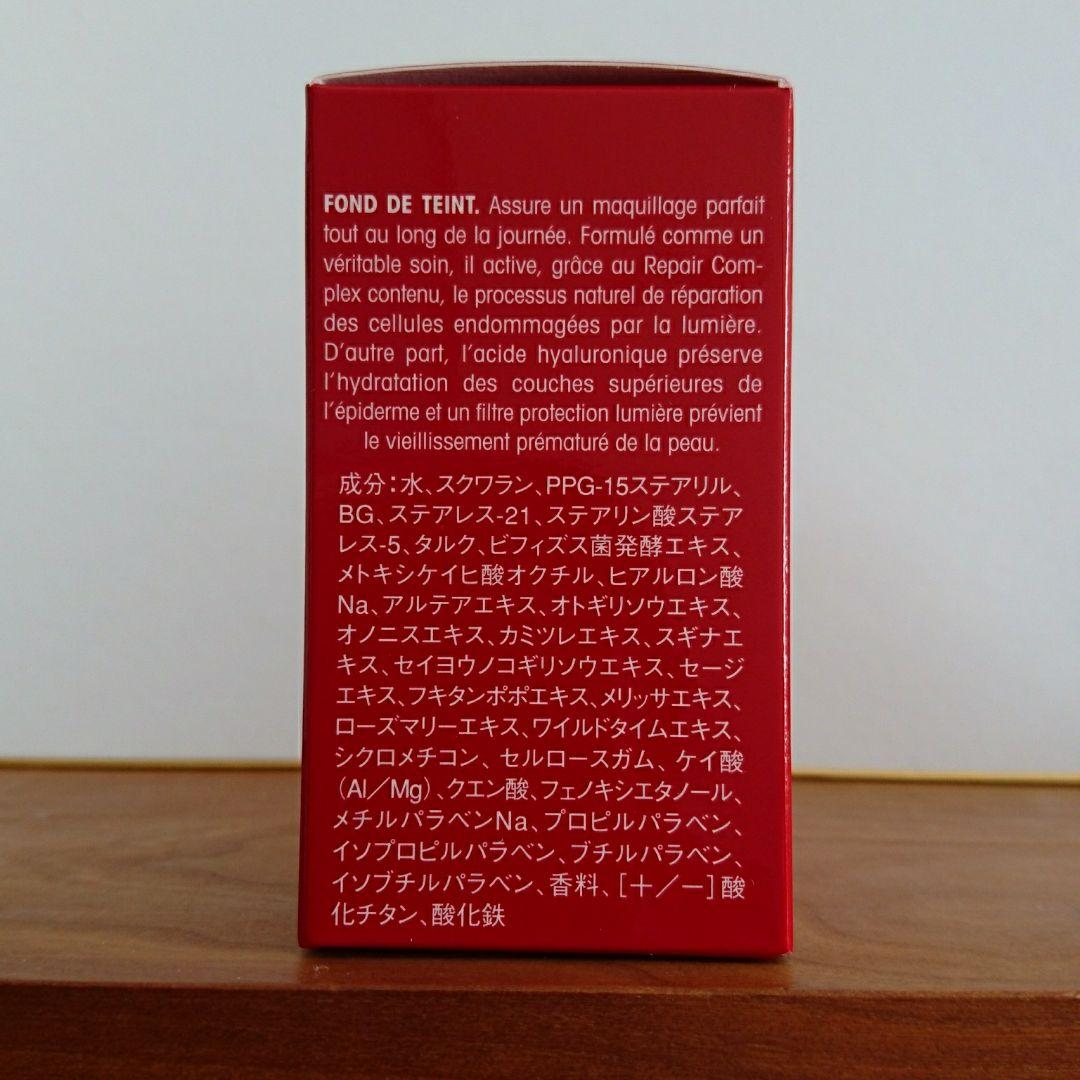 FOND DE TEINT. Assure un maquillage parfait
tout au long de la journée. Formulé comme un
véritable soin, il active, grâce au Repair Com-
plex contenu, le processus naturel de réparation
des cellules endommagées par la lumière.
D'autre part, l'acide hyaluronique préserve
l'hydratation des couches supérieures de
l'épiderme et un filtre protection lumière prévient
le vieillissement prématuré de la peau.
成分：水、スクワラン、PPG-15ステアリル、
BG、ステアレス-21、ステアリン酸ステア
レス-5、タルク、ビフィズス菌発酵エキス、
メトキシケイヒ酸オクチル、ヒアルロン酸
Na、アルテアエキス、オトギリソウエキス、
オノニスエキス、カミツレエキス、スギナエ
キス、セイヨウノコギリソウエキス、セージ
エキス、フキタンポポエキス、メリッサエキス、
ローズマリーエキス、ワイルドタイムエキス、
シクロメチコン、セルロースガム、ケイ酸
（Al／Mg）、クエン酸、フェノキシエタノール、
メチルパラベンNa、プロピルパラベン、
イソプロピルパラベン、ブチルパラベン、
イソブチルパラベン、香料、［＋／－］酸
化チタン、酸化鉄